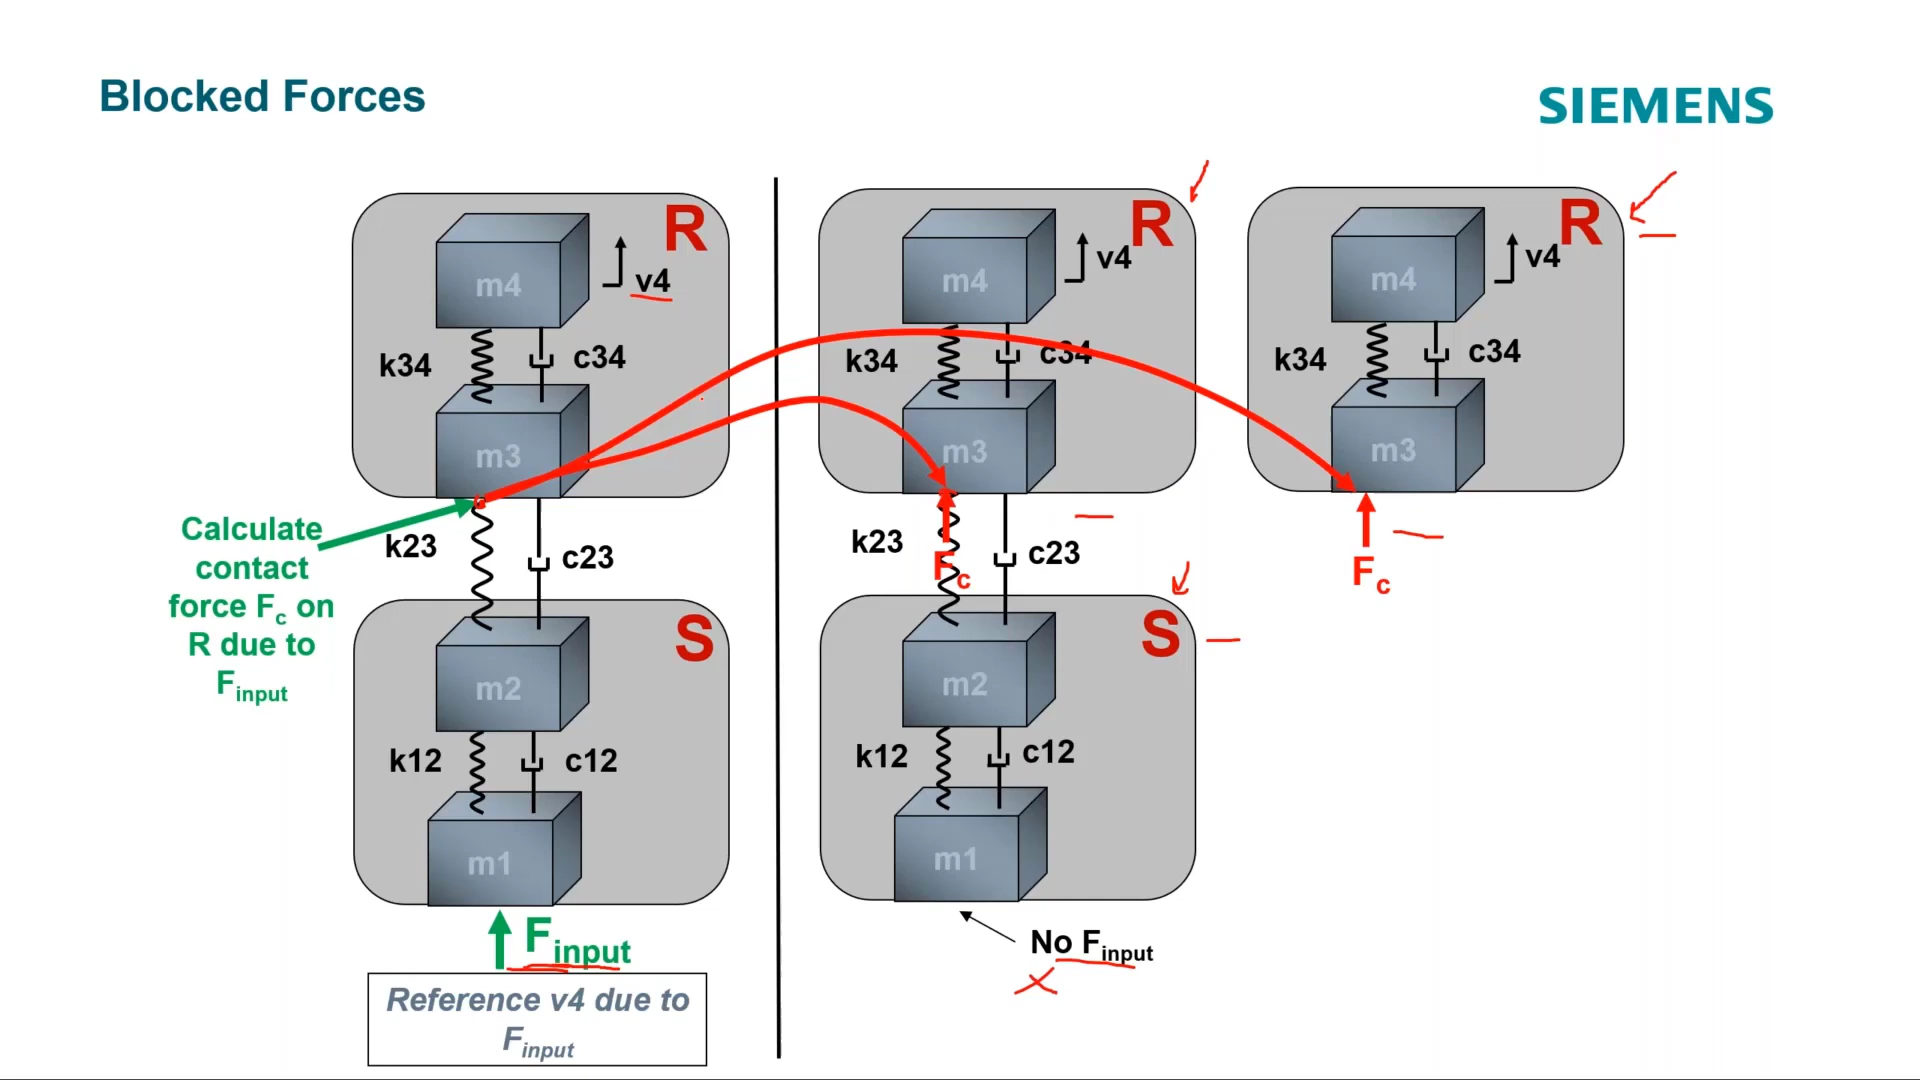 Blocked Forces
SIEMENS
R
m4
v4
k34
c34
m3
Calculate
contact
force Fc on
R due to
Finput
k23
c23
S
m2
k12
c12
m1
Finput
Reference v4 due to
Finput
R
m4
v4
k34
c34
m3
k23
Fc
c23
S
m2
k12
c12
m1
No Finput
R
m4
v4
k34
c34
m3
Fc